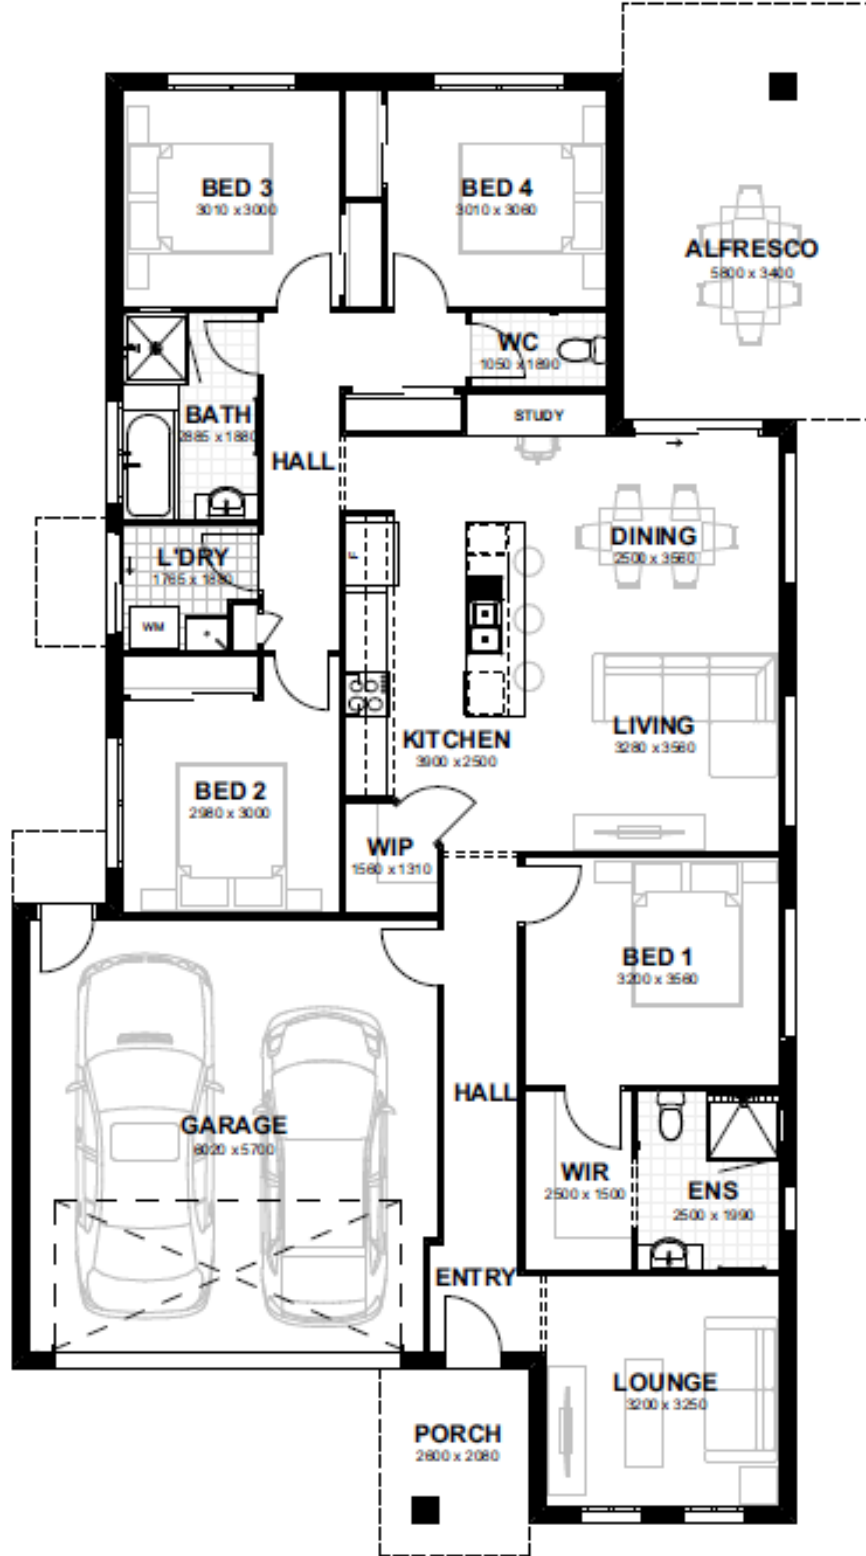 BED 3
3010 x 3000
BED 4
3010 x 3060
ALFRESCO
5800 x 3400
WC
1050 x 1890
BATH
2885 x 1880
STUDY
HALL
L'DRY
1765 x 1880
WM
F
DINING
2500 x 3560
LIVING
3280 x 3560
KITCHEN
3900 x 2500
BED 2
2980 x 3000
WIP
1560 x 1310
BED 1
3200 x 3560
HALL
GARAGE
6020 x 5700
WIR
2500 x 1500
ENS
2500 x 1990
ENTRY
LOUNGE
3200 x 3250
PORCH
2600 x 2080